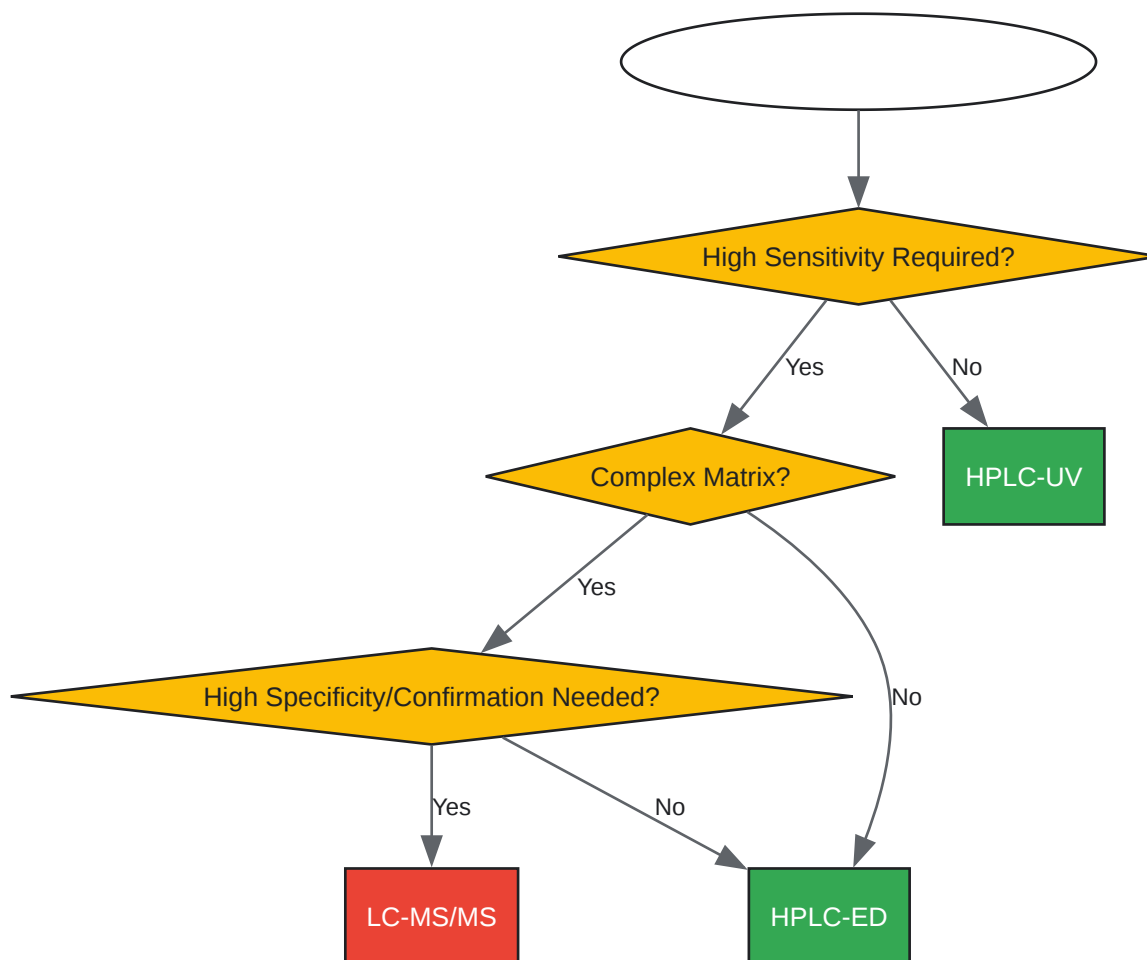 High Sensitivity Required?
Yes
No
Complex Matrix?
HPLC-UV
Yes
No
High Specificity/Confirmation Needed?
Yes
No
LC-MS/MS
HPLC-ED